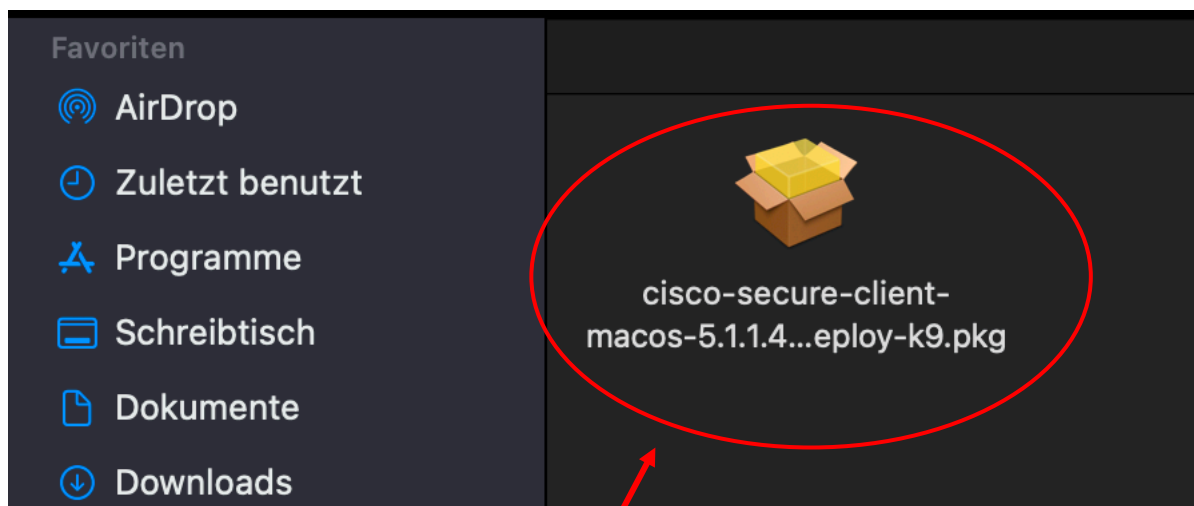 Favoriten
AirDrop
Zuletzt benutzt
Programme
Schreibtisch
Dokumente
Downloads
cisco-secure-client-
macos-5.1.1.4...eploy-k9.pkg